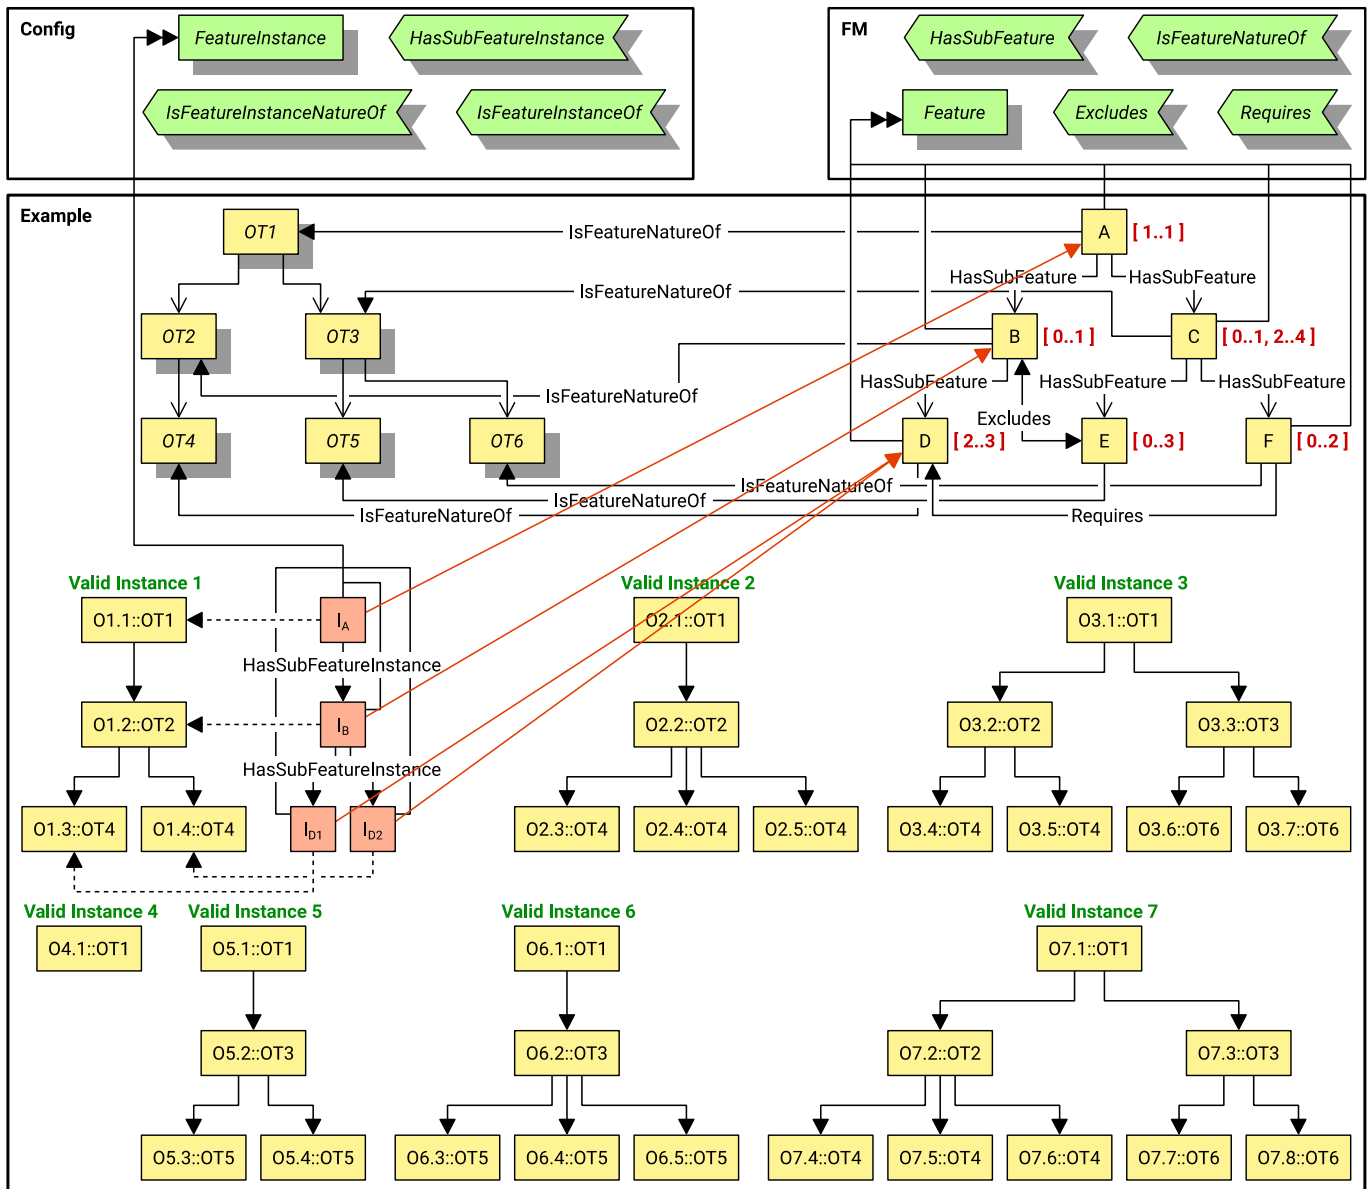 Config
FeatureInstance
HasSubFeatureInstance
IsFeatureInstanceNatureOf
IsFeatureInstanceOf
FM
HasSubFeature
IsFeatureNatureOf
Feature
Excludes
Requires
Example
OT1
IsFeatureNatureOf
A
[ 1..1 ]
HasSubFeature
HasSubFeature
IsFeatureNatureOf
OT2
OT3
B
[ 0..1 ]
C
[ 0..1, 2..4 ]
IsFeatureNatureOf
HasSubFeature
HasSubFeature
HasSubFeature
Excludes
OT4
OT5
OT6
D
[ 2..3 ]
E
[ 0..3 ]
F
[ 0..2 ]
IsFeatureNatureOf
IsFeatureNatureOf
IsFeatureNatureOf
Requires
Valid Instance 1
Valid Instance 2
Valid Instance 3
O1.1::OT1
IA
O2.1::OT1
O3.1::OT1
HasSubFeatureInstance
O1.2::OT2
IB
O2.2::OT2
O3.2::OT2
O3.3::OT3
HasSubFeatureInstance
O1.3::OT4
O1.4::OT4
ID1
ID2
O2.3::OT4
O2.4::OT4
O2.5::OT4
O3.4::OT4
O3.5::OT4
O3.6::OT6
O3.7::OT6
Valid Instance 4
Valid Instance 5
Valid Instance 6
Valid Instance 7
O4.1::OT1
O5.1::OT1
O6.1::OT1
O7.1::OT1
O5.2::OT3
O6.2::OT3
O7.2::OT2
O7.3::OT3
O5.3::OT5
O5.4::OT5
O6.3::OT5
O6.4::OT5
O6.5::OT5
O7.4::OT4
O7.5::OT4
O7.6::OT4
O7.7::OT6
O7.8::OT6